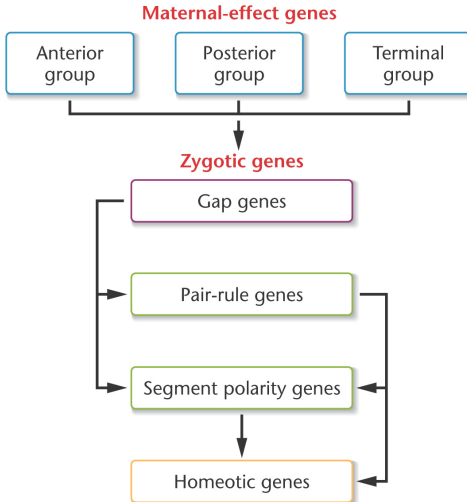 Maternal-effect genes
Anterior
group
Posterior
group
Terminal
group
Zygotic genes
Gap genes
Pair-rule genes
Segment polarity genes
Homeotic genes